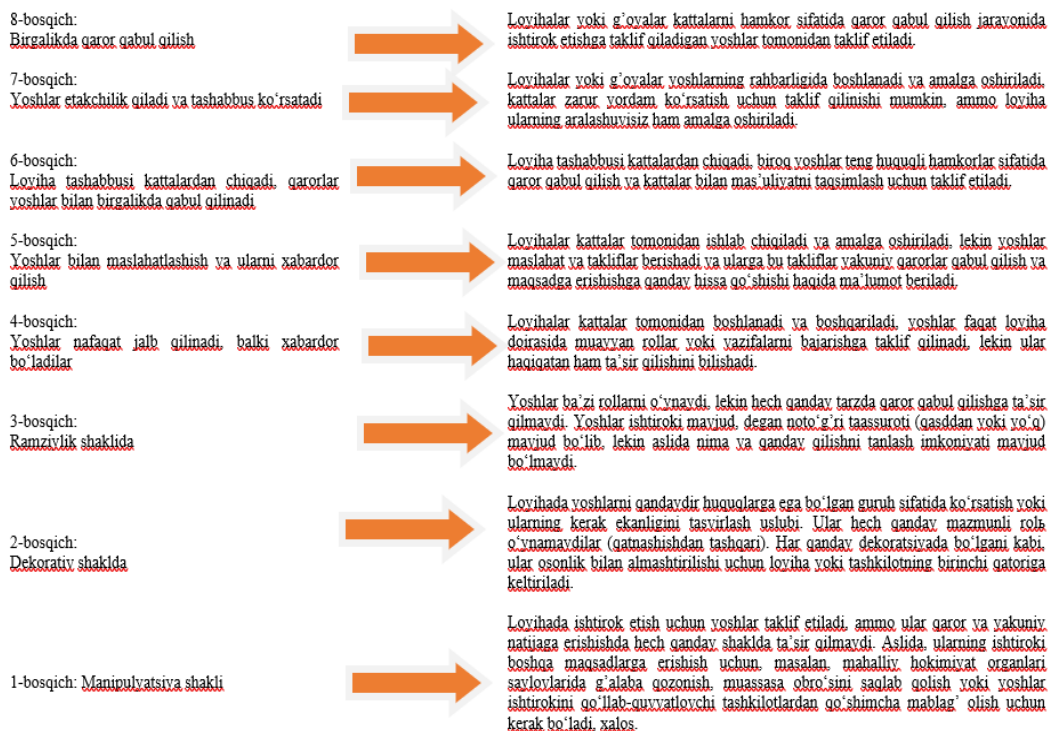 8-bosqich:
Birgalikda qaror qabul qilish
Loyihalar yoki g’oyalar kattalarni hamkor sifatida qaror qabul qilish jarayonida
ishtirok etishga taklif qiladigan yoshlar tomonidan taklif etiladi.
7-bosqich:
Yoshlar etakchilik qiladi va tashabbus ko‘rsatadi
Loyihalar yoki g’oyalar yoshlarning rahbarligida boshlanadi va amalga oshiriladi,
kattalar zarur yordam ko‘rsatish uchun taklif qilinishi mumkin, ammo loyiha
ularning aralashuvisiz ham amalga oshiriladi.
6-bosqich:
Loyiha tashabbusi kattalardan chiqadi, qarorlar
yoshlar bilan birgalikda qabul qilinadi
Loyiha tashabbusi kattalardan chiqadi, biroq yoshlar teng huquqli hamkorlar sifatida
qaror qabul qilish va kattalar bilan mas’uliyatni taqsimlash uchun taklif etiladi.
5-bosqich:
Yoshlar bilan maslahatlashish va ularni xabardor
qilish
Loyihalar kattalar tomonidan ishlab chiqiladi va amalga oshiriladi, lekin yoshlar
maslahat va takliflar berishadi va ularga bu takliflar yakuniy qarorlar qabul qilish va
maqsadga erishishga qanday hissa qo‘shishi haqida ma’lumot beriladi.
4-bosqich:
Yoshlar nafaqat jalb qilinadi, balki xabardor
bo‘ladilar
Loyihalar kattalar tomonidan boshlanadi va boshqariladi, yoshlar faqat loyiha
doirasida muayyan rollar yoki vazifalarni bajarishga taklif qilinadi, lekin ular
haqiqatan ham ta’sir qilishini bilishadi.
3-bosqich:
Ramziylik shaklida
Yoshlar ba’zi rollarni o‘ynaydi, lekin hech qanday tarzda qaror qabul qilishga ta’sir
qilmaydi. Yoshlar ishtiroki mavjud, degan noto‘g’ri taassuroti (qasddan yoki yo‘q)
mavjud bo‘lib, lekin aslida nima va qanday qilishni tanlash imkoniyati mavjud
bo‘lmaydi.
2-bosqich:
Dekorativ shaklda
Loyihada yoshlarni qandaydir huquqlarga ega bo‘lgan guruh sifatida ko‘rsatish yoki
ularning kerak ekanligini tasvirlash uslubi. Ular hech qanday mazmunli rolь
o‘ynamaydilar (qatnashishdan tashqari). Har qanday dekoratsiyada bo‘lgani kabi,
ular osonlik bilan almashtirilishi uchun loyiha yoki tashkilotning birinchi qatoriga
keltiriladi.
1-bosqich: Manipulyatsiya shakli
Loyihada ishtirok etish uchun yoshlar taklif etiladi, ammo ular qaror va yakuniy
natijaga erishishda hech qanday shaklda ta’sir qilmaydi. Aslida, ularning ishtiroki
boshqa maqsadlarga erishish uchun, masalan, mahalliy hokimiyat organlari
saylovlarida g’alaba qozonish, muassasa obro‘sini saqlab qolish yoki yoshlar
ishtirokini qo‘llab-quvvatlovchi tashkilotlardan qo‘shimcha mablag’ olish uchun
kerak bo‘ladi, xalos.